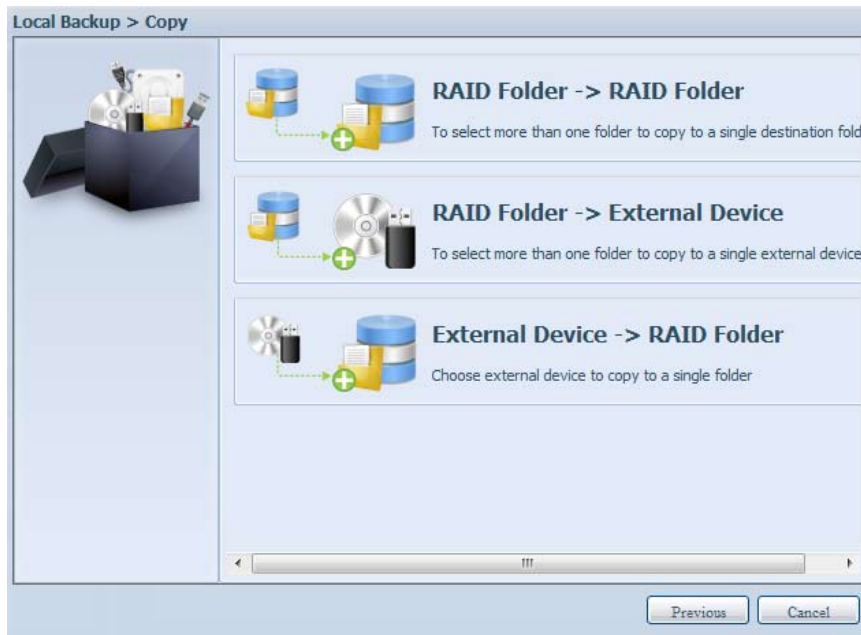 Local Backup > Copy
RAID Folder -> RAID Folder
To select more than one folder to copy to a single destination fold
RAID Folder -> External Device
To select more than one folder to copy to a single external device
External Device -> RAID Folder
Choose external device to copy to a single folder
Previous
Cancel